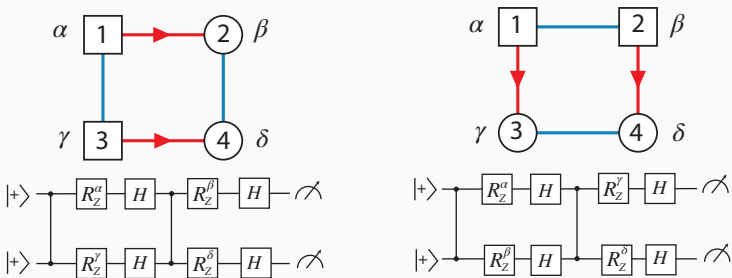 α 1 2 β
γ 3 4 δ
|+⟩ R_Z^α H R_Z^β H
|+⟩ R_Z^γ H R_Z^δ H
α 1 2 β
γ 3 4 δ
|+⟩ R_Z^α H R_Z^γ H
|+⟩ R_Z^β H R_Z^δ H